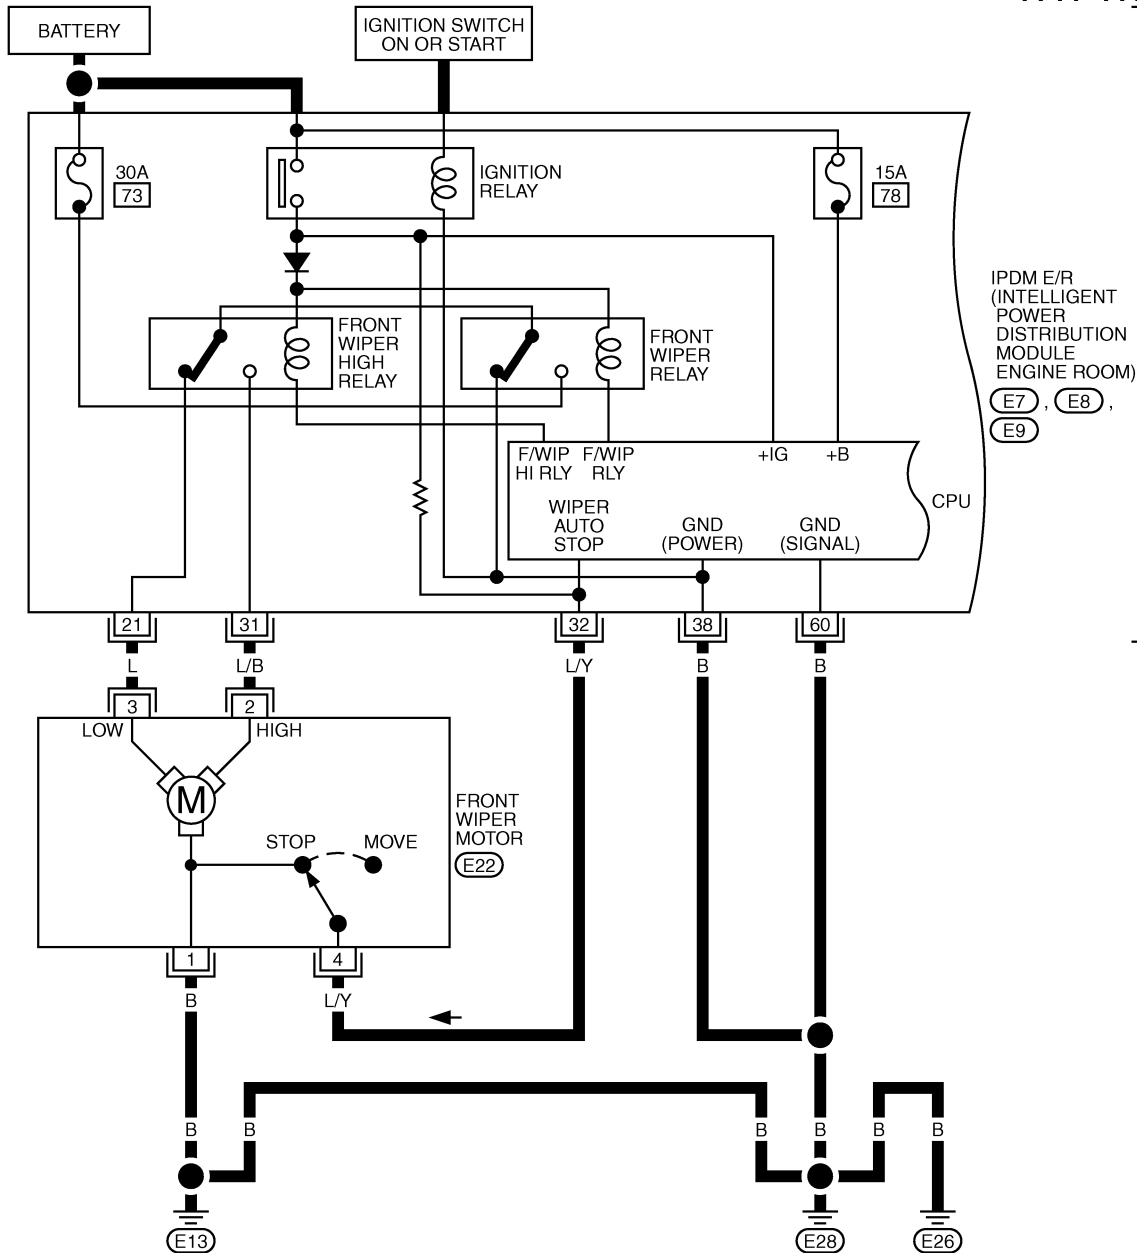 BATTERY
IGNITION SWITCH
ON OR START
30A
73
IGNITION
RELAY
15A
78
IPDM E/R
(INTELLIGENT
POWER
DISTRIBUTION
MODULE
ENGINE ROOM)
E7 , E8 ,
E9
FRONT
WIPER
HIGH
RELAY
FRONT
WIPER
RELAY
F/WIP
HI RLY
F/WIP
RLY
+IG
+B
CPU
WIPER
AUTO
STOP
GND
(POWER)
GND
(SIGNAL)
21
31
32
38
60
L
L/B
L/Y
B
B
3
2
LOW
HIGH
M
FRONT
WIPER
MOTOR
E22
STOP
MOVE
1
4
B
L/Y
B
B
B
B
B
B
E13
E28
E26